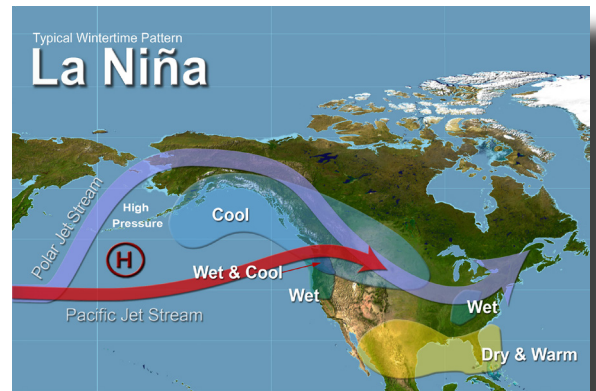 Typical Wintertime Pattern
La Niña
Polar Jet Stream
High
Pressure
H
Cool
Wet & Cool
Wet
Pacific Jet Stream
Wet
Dry & Warm